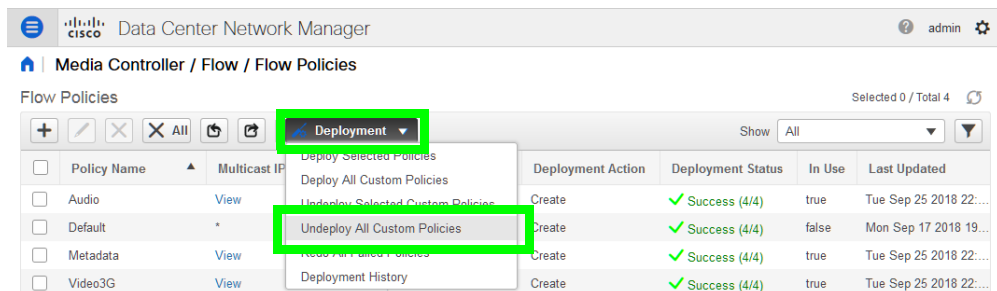 cisco Data Center Network Manager admin
Media Controller / Flow / Flow Policies
Flow Policies Selected 0 / Total 4
All Deployment Show All
Policy Name Multicast IP Deployment Action Deployment Status In Use Last Updated
Deploy Selected Policies
Deploy All Custom Policies
Undeploy Selected Custom Policies
Undeploy All Custom Policies
Redo All Failed Policies
Deployment History
Audio View Create Success (4/4) true Tue Sep 25 2018 22:...
Default * Create Success (4/4) false Mon Sep 17 2018 19...
Metadata View Create Success (4/4) true Tue Sep 25 2018 22:...
Video3G View Create Success (4/4) true Tue Sep 25 2018 22:...